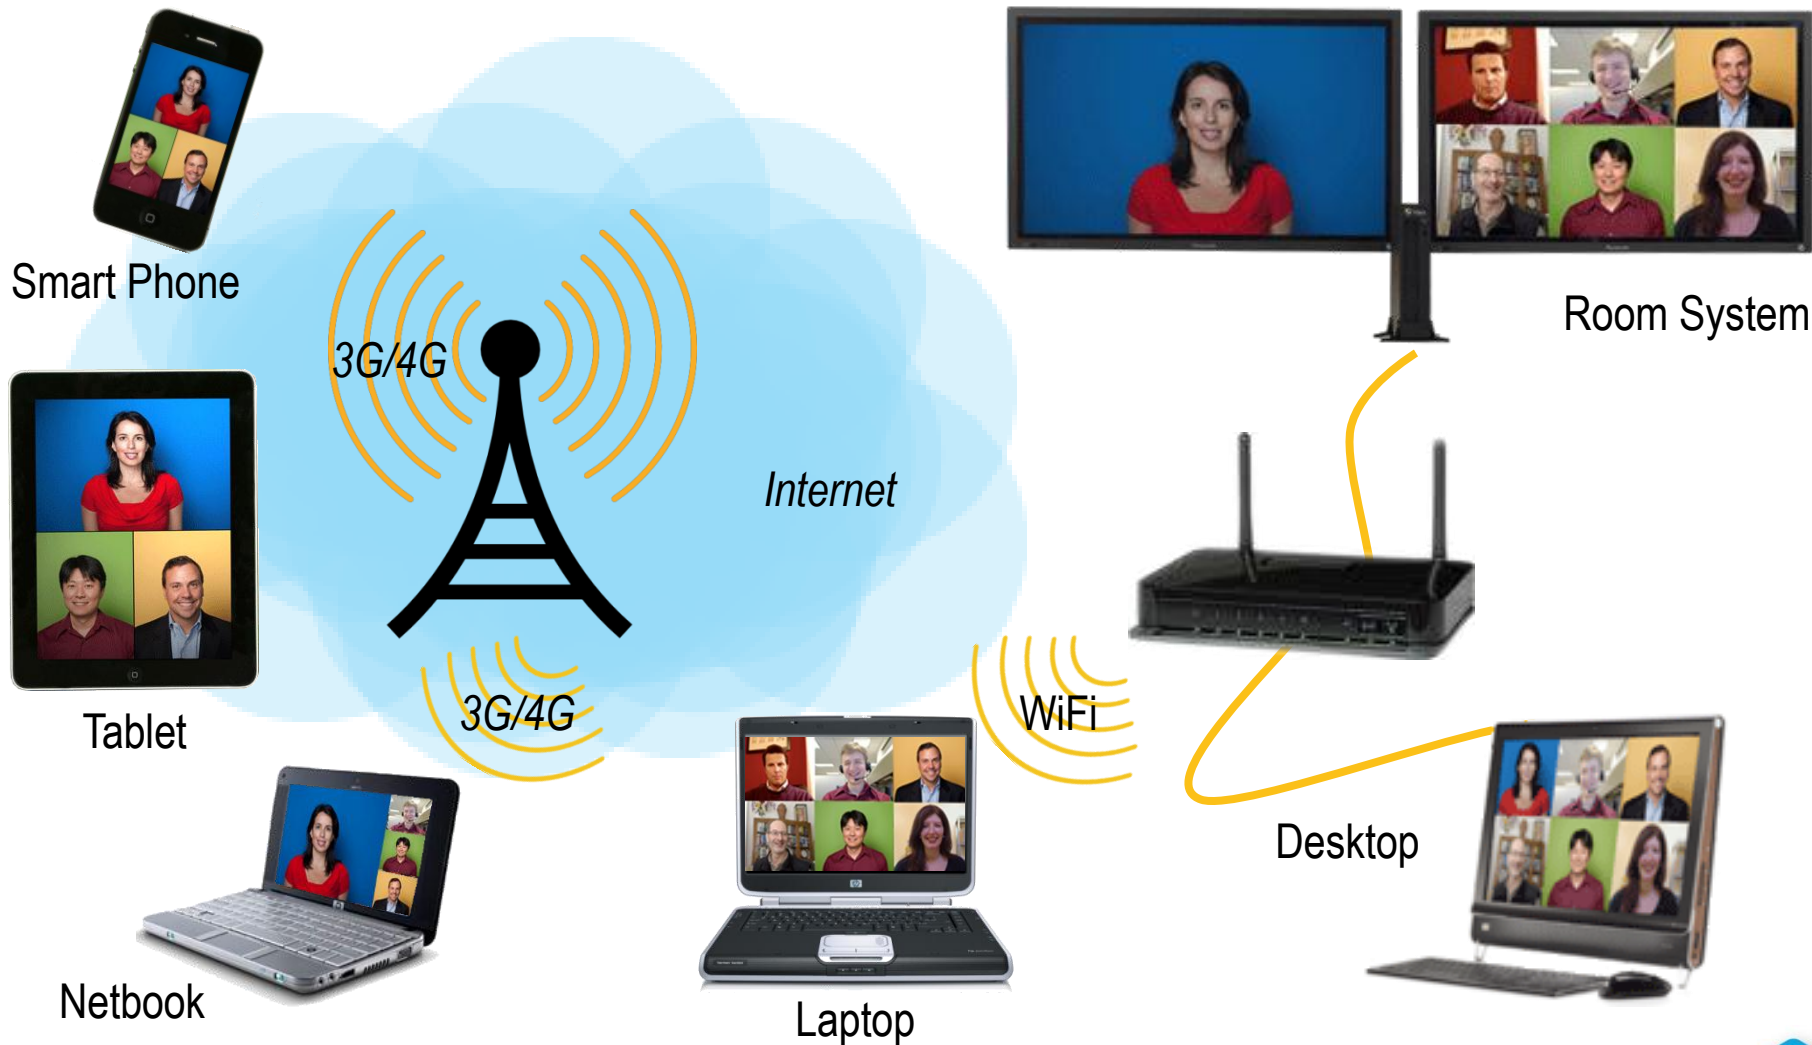 Smart Phone
Room System
3G/4G
Internet
Tablet
3G/4G
WiFi
Desktop
Netbook
Laptop